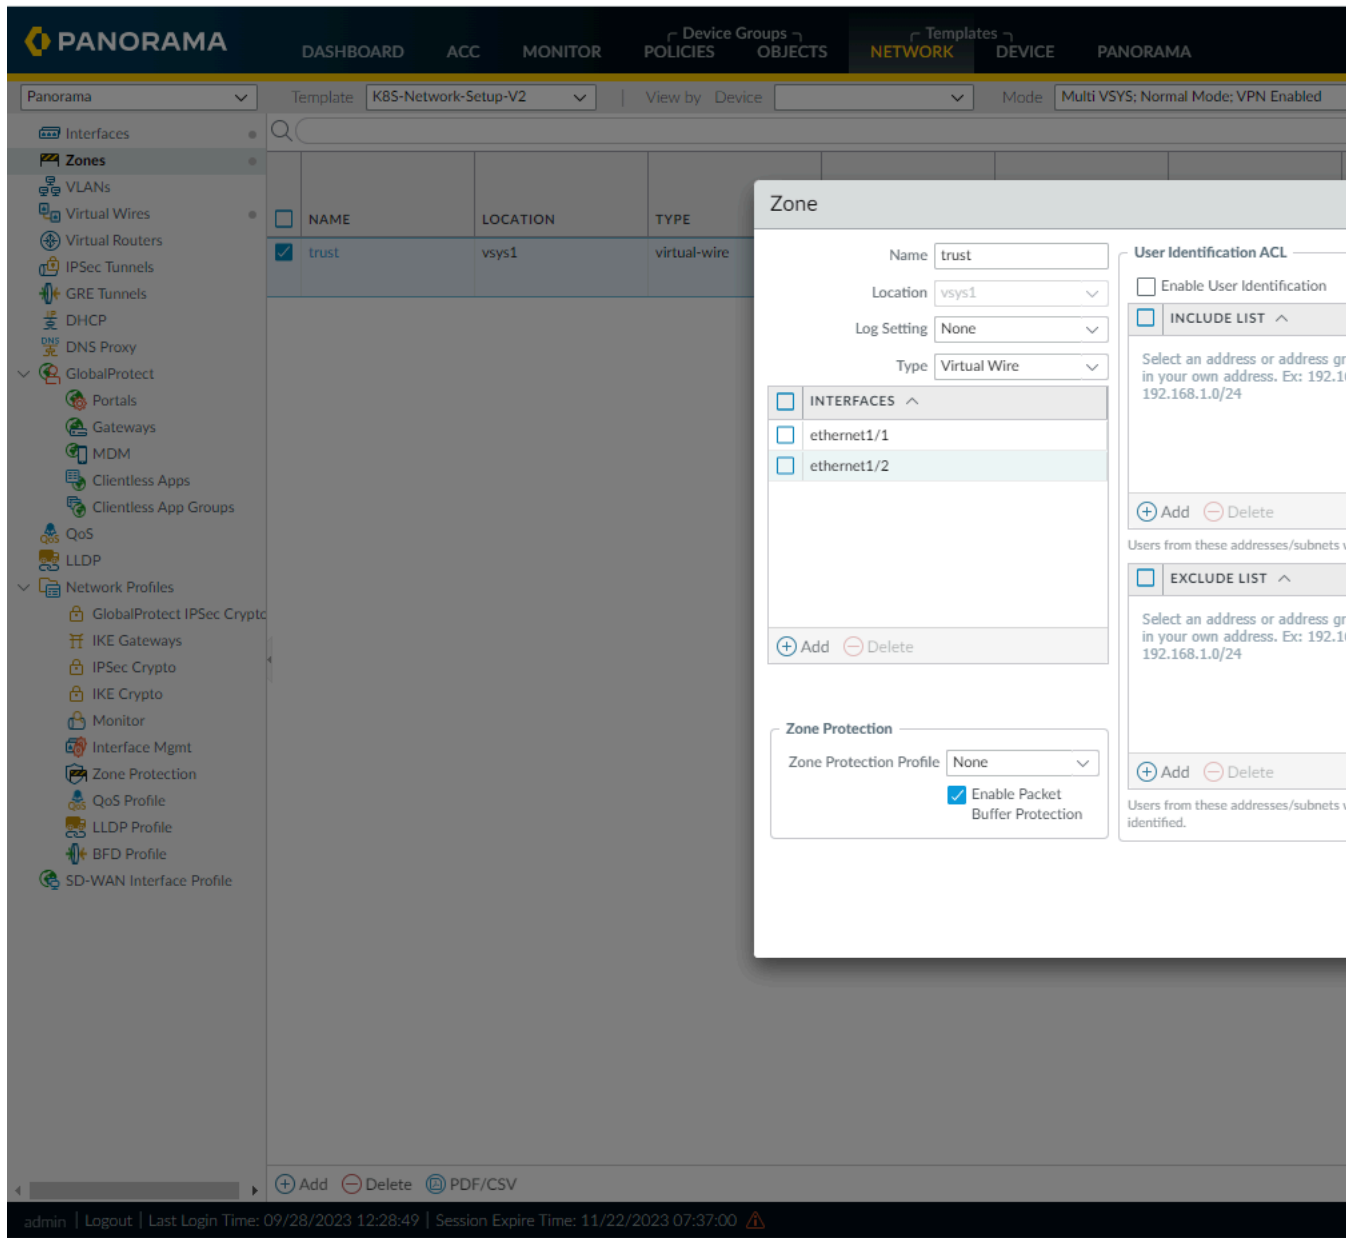 PANORAMA
DASHBOARD ACC MONITOR Device Groups POLICIES OBJECTS Templates NETWORK DEVICE PANORAMA
Panorama Template K8S-Network-Setup-V2 View by Device Mode Multi VSYS; Normal Mode; VPN Enabled
Interfaces
Zones
VLANs
Virtual Wires
Virtual Routers
IPSec Tunnels
GRE Tunnels
DHCP
DNS Proxy
GlobalProtect
Portals
Gateways
MDM
Clientless Apps
Clientless App Groups
QoS
LLDP
Network Profiles
GlobalProtect IPSec Crypto
IKE Gateways
IPSec Crypto
IKE Crypto
Monitor
Interface Mgmt
Zone Protection
QoS Profile
LLDP Profile
BFD Profile
SD-WAN Interface Profile
NAME LOCATION TYPE
trust vsys1 virtual-wire
Zone
Name trust
Location vsys1
Log Setting None
Type Virtual Wire
INTERFACES
ethernet1/1
ethernet1/2
Add Delete
Zone Protection
Zone Protection Profile None
Enable Packet
Buffer Protection
User Identification ACL
Enable User Identification
INCLUDE LIST
Select an address or address gr
in your own address. Ex: 192.1
192.168.1.0/24
Add Delete
Users from these addresses/subnets
EXCLUDE LIST
Select an address or address gr
in your own address. Ex: 192.1
192.168.1.0/24
Add Delete
Users from these addresses/subnets
identified.
Add Delete PDF/CSV
admin | Logout | Last Login Time: 09/28/2023 12:28:49 | Session Expire Time: 11/22/2023 07:37:00